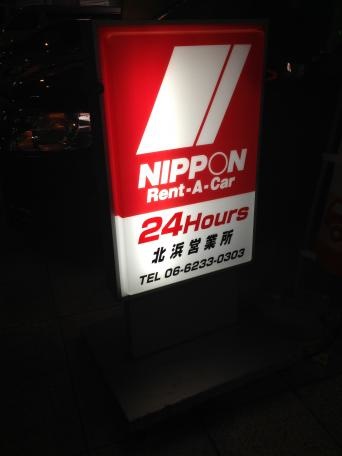 NIPPON
Rent-A-Car
24Hours
北浜営業所
TEL 06-6233-0303